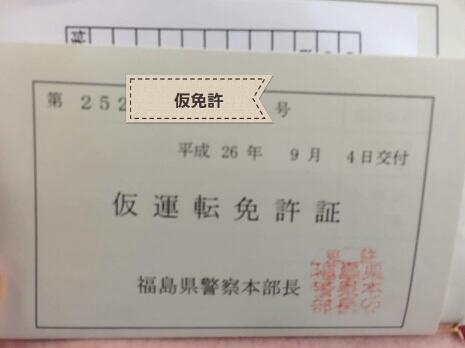 第 252 仮免許 号
平成 26 年 9 月 4 日交付
仮運転免許証
福島県警察本部長